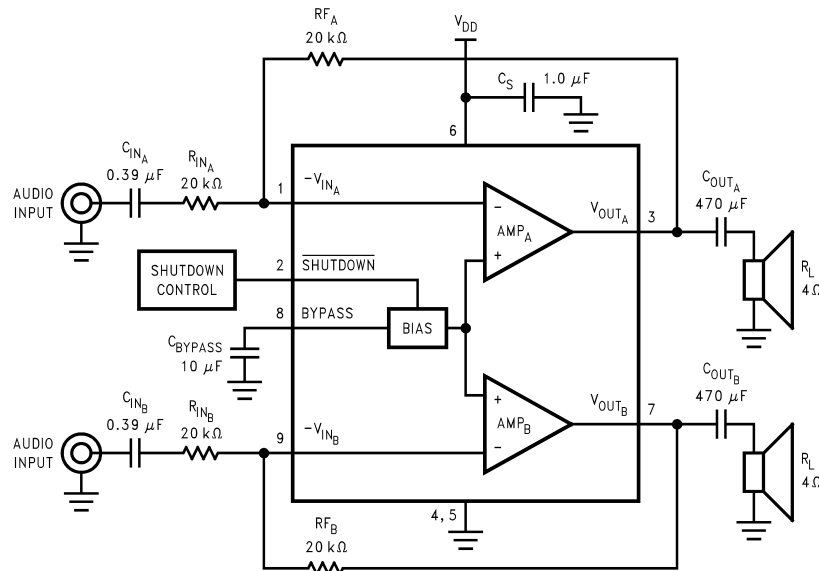 RF_A
20 kΩ
V_DD
C_S 1.0 µF
6
C_IN_A
0.39 µF
R_IN_A
20 kΩ
AUDIO
INPUT
1
-V_IN_A
-
AMP_A
+
V_OUT_A
3
C_OUT_A
470 µF
R_L
4Ω
SHUTDOWN
CONTROL
2
SHUTDOWN
8
BYPASS
BIAS
C_BYPASS
10 µF
C_IN_B
0.39 µF
R_IN_B
20 kΩ
AUDIO
INPUT
9
-V_IN_B
+
AMP_B
-
V_OUT_B
7
C_OUT_B
470 µF
R_L
4Ω
4, 5
RF_B
20 kΩ